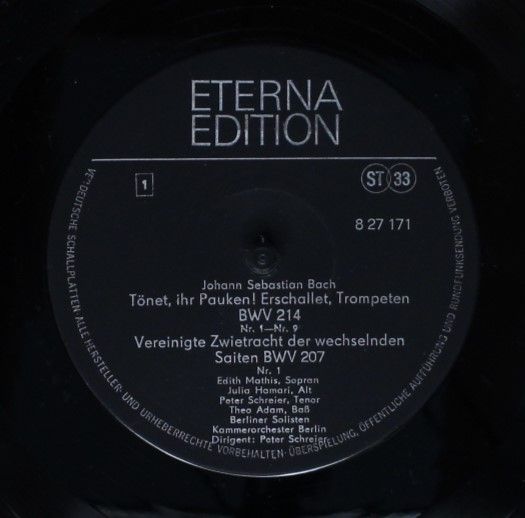 ETERNA
EDITION
1
ST 33
8 27 171
Johann Sebastian Bach
Tönet, ihr Pauken! Erschallet, Trompeten
BWV 214
Nr. 1—Nr. 9
Vereinigte Zwietracht der wechselnden
Saiten BWV 207
Nr. 1
Edith Mathis, Sopran
Julia Hamari, Alt
Peter Schreier, Tenor
Theo Adam, Baß
Berliner Solisten
Kammerorchester Berlin
Dirigent: Peter Schreier
VEB DEUTSCHE SCHALLPLATTEN·ALLE HERSTELLER- UND URHEBERRECHTE VORBEHALTEN·ÜBERSPIELUNG, ÖFFENTLICHE AUFFÜHRUNG UND RUNDFUNKSENDUNG VERBOTEN